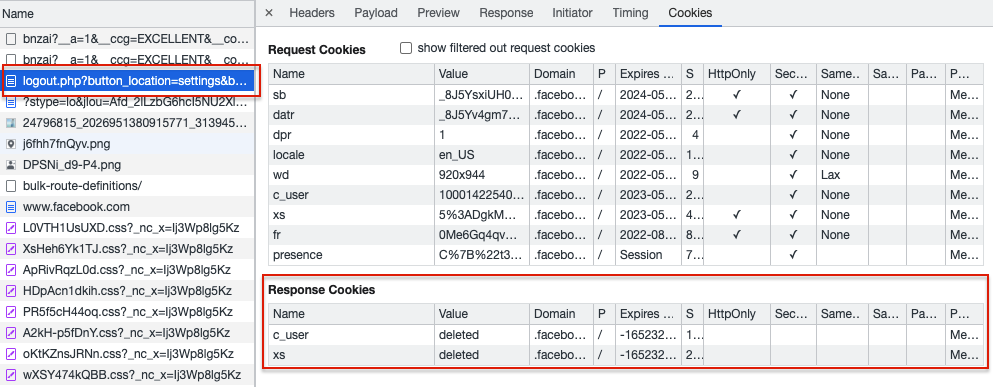 Name
bnzai?__a=1&__ccg=EXCELLENT&__co…
bnzai?__a=1&__ccg=EXCELLENT&__co…
logout.php?button_location=settings&b…
?stype=lo&jlou=Afd_2ILzbG6hcI5NU2Xl…
24796815_2026951380915771_313945…
j6fhh7fnQyv.png
DPSNi_d9-P4.png
bulk-route-definitions/
www.facebook.com
L0VTH1UsUXD.css?_nc_x=Ij3Wp8lg5Kz
XsHeh6Yk1TJ.css?_nc_x=Ij3Wp8lg5Kz
ApRivRqzL0d.css?_nc_x=Ij3Wp8lg5Kz
HDpAcn1dkih.css?_nc_x=Ij3Wp8lg5Kz
PR5f5cH44oq.css?_nc_x=Ij3Wp8lg5Kz
A2kH-p5fDnY.css?_nc_x=Ij3Wp8lg5Kz
oKtKZnsJRNn.css?_nc_x=Ij3Wp8lg5Kz
wXSY474kQBB.css?_nc_x=Ij3Wp8lg5Kz
× Headers Payload Preview Response Initiator Timing Cookies
Request Cookies show filtered out request cookies
Name Value Domain P Expires … S HttpOnly Sec… Same… Sa… Pa… P…
sb _8J5YsxiUH0… .facebo… / 2024-05… 2… ✓ ✓ None Me…
datr _8J5Yv4gm7… .facebo… / 2024-05… 2… ✓ ✓ None Me…
dpr 1 .facebo… / 2022-05… 4 ✓ None Me…
locale en_US .facebo… / 2022-05… 1… ✓ None Me…
wd 920x944 .facebo… / 2022-05… 9 ✓ Lax Me…
c_user 10001422540… .facebo… / 2023-05… 2… ✓ None Me…
xs 5%3ADgkM… .facebo… / 2023-05… 4… ✓ ✓ None Me…
fr 0Me6Gq4qv… .facebo… / 2022-08… 8… ✓ ✓ None Me…
presence C%7B%22t3… .facebo… / Session 7… ✓ Me…
Response Cookies
Name Value Domain P Expires … S HttpOnly Sec… Same… Sa… Pa… P…
c_user deleted .facebo… / -165232… 1… Me…
xs deleted .facebo… / -165232… 2… Me…